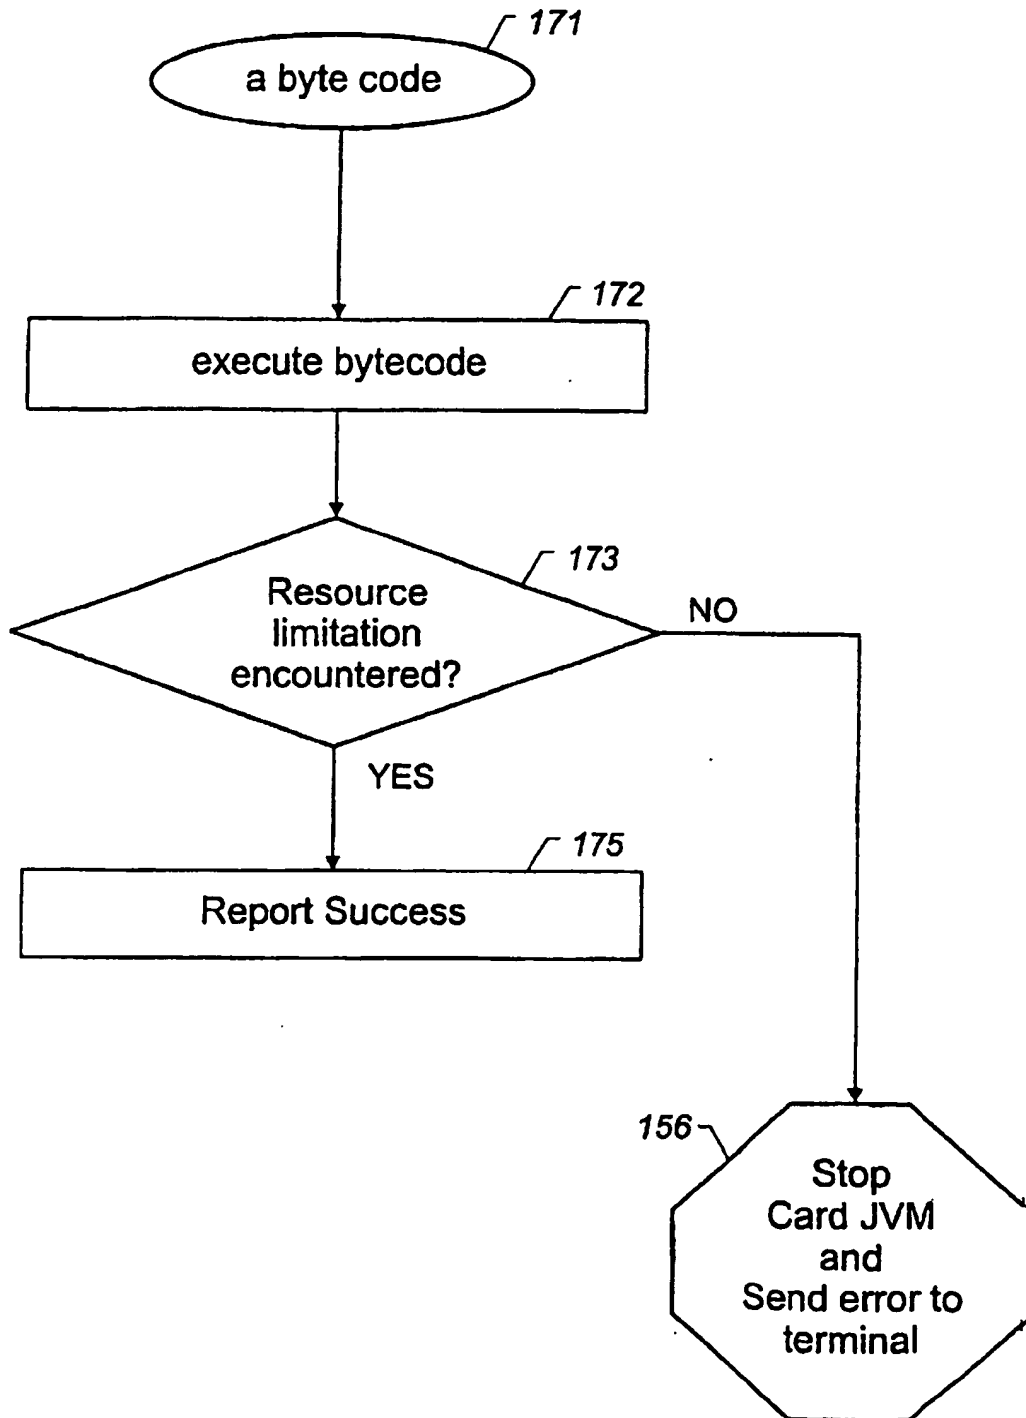 171
a byte code
172
execute bytecode
173
Resource
limitation
encountered?
NO
YES
175
Report Success
156
Stop
Card JVM
and
Send error to
terminal